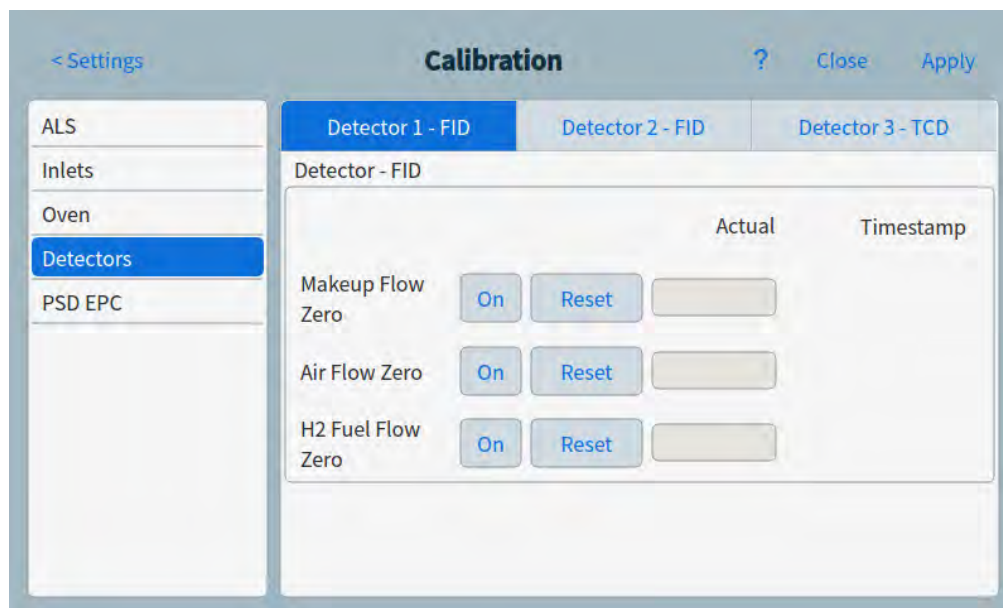 < Settings
Calibration
?
Close
Apply
ALS
Inlets
Oven
Detectors
PSD EPC
Detector 1 - FID
Detector 2 - FID
Detector 3 - TCD
Detector - FID
Actual
Timestamp
Makeup Flow
Zero
On
Reset
Air Flow Zero
On
Reset
H2 Fuel Flow
Zero
On
Reset